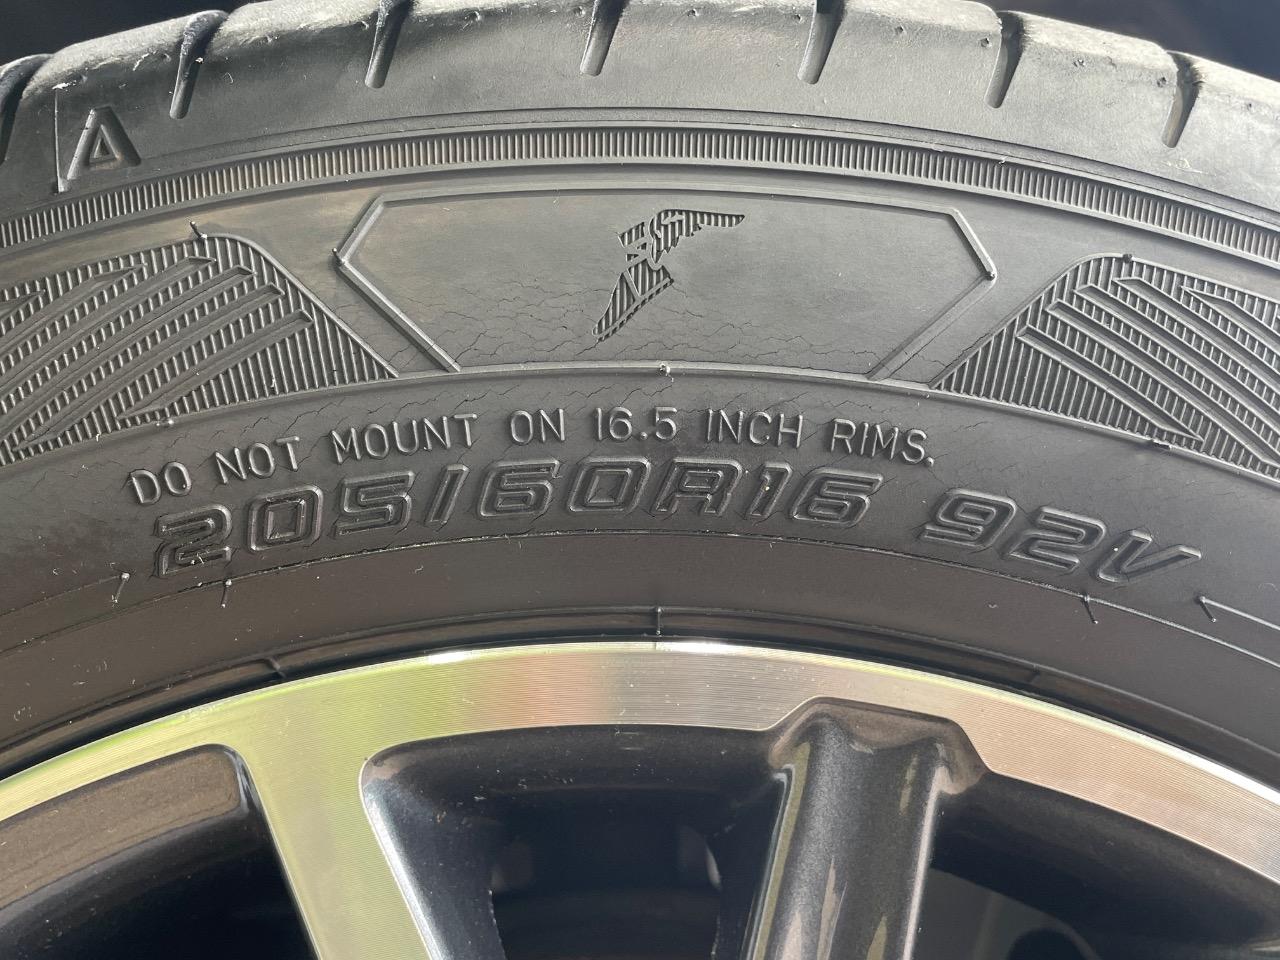 DO NOT MOUNT ON 16.5 INCH RIMS.
205/60R16 92V